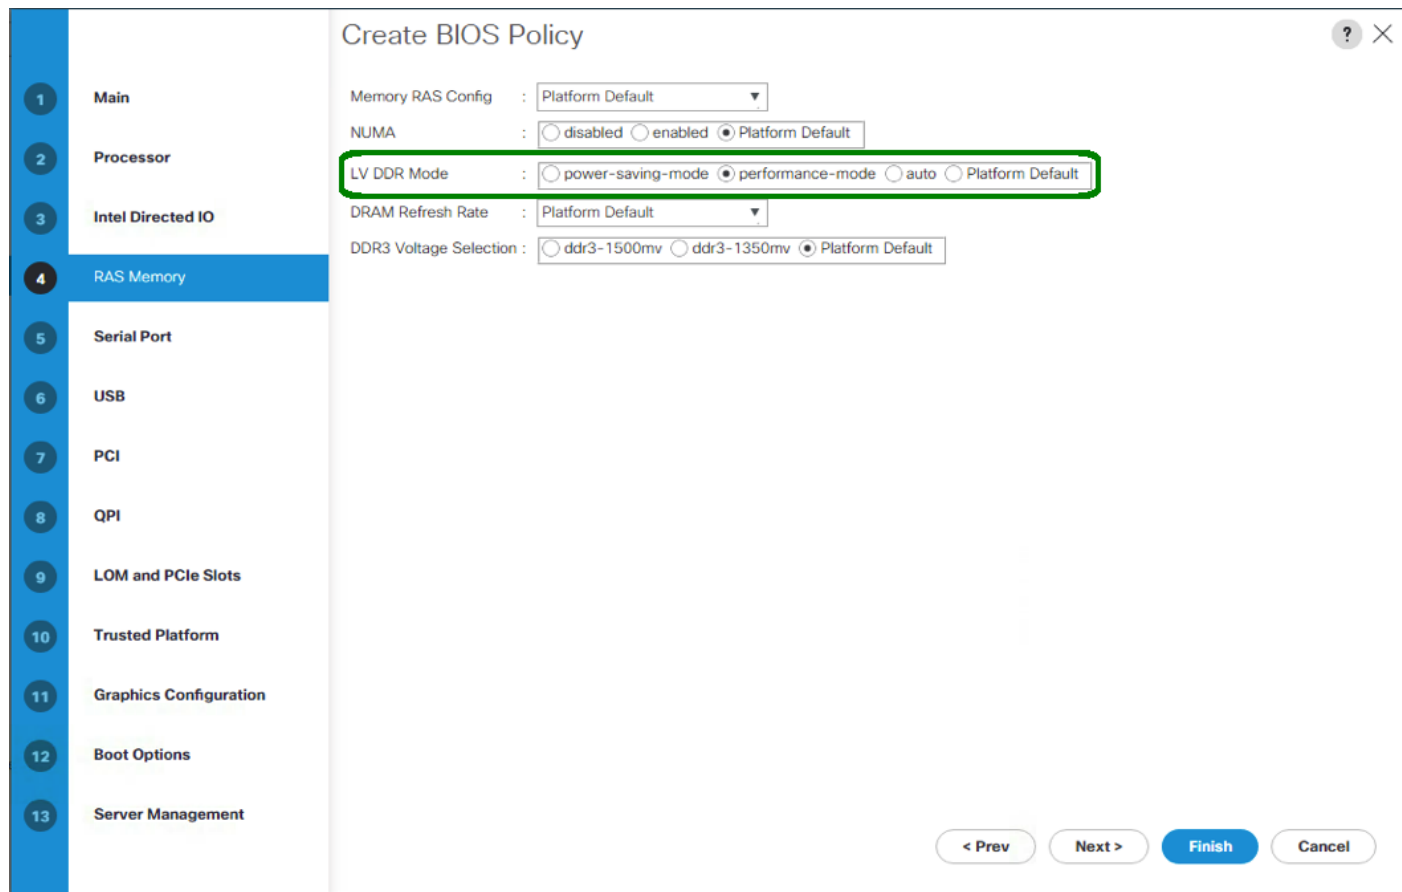 Create BIOS Policy
?
1 Main
2 Processor
3 Intel Directed IO
4 RAS Memory
5 Serial Port
6 USB
7 PCI
8 QPI
9 LOM and PCIe Slots
10 Trusted Platform
11 Graphics Configuration
12 Boot Options
13 Server Management
Memory RAS Config : Platform Default
NUMA : disabled enabled Platform Default
LV DDR Mode : power-saving-mode performance-mode auto Platform Default
DRAM Refresh Rate : Platform Default
DDR3 Voltage Selection : ddr3-1500mv ddr3-1350mv Platform Default
< Prev Next > Finish Cancel